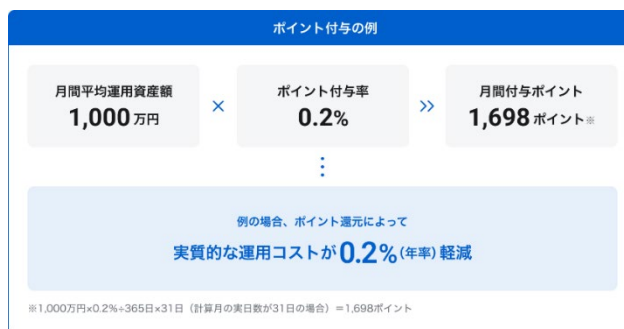 ポイント付与の例
月間平均運用資産額
1,000万円
×
ポイント付与率
0.2%
月間付与ポイント
1,698ポイント※
例の場合、ポイント還元によって
実質的な運用コストが0.2%(年率)軽減
※1,000万円×0.2%÷365日×31日（計算月の実日数が31日の場合）＝1,698ポイント